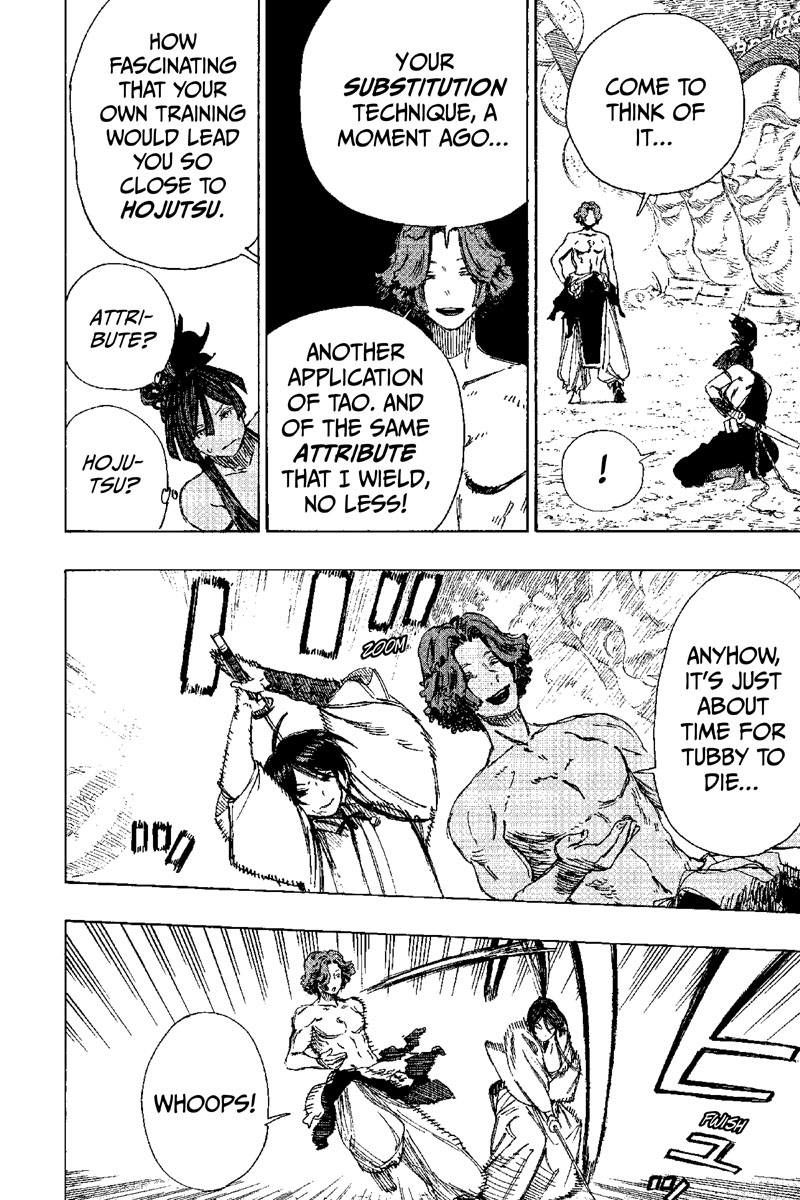 COME TO
THINK OF
IT...
!
YOUR
SUBSTITUTION
TECHNIQUE, A
MOMENT AGO...
ANOTHER
APPLICATION
OF TAO. AND
OF THE SAME
ATTRIBUTE
THAT I WIELD,
NO LESS!
HOW
FASCINATING
THAT YOUR
OWN TRAINING
WOULD LEAD
YOU SO
CLOSE TO
HOJUTSU.
ATTRI-
BUTE?
HOJU-
TSU?
ANYHOW,
IT'S JUST
ABOUT
TIME FOR
TUBBY TO
DIE...
ZOOM
FWISH
WHOOPS!